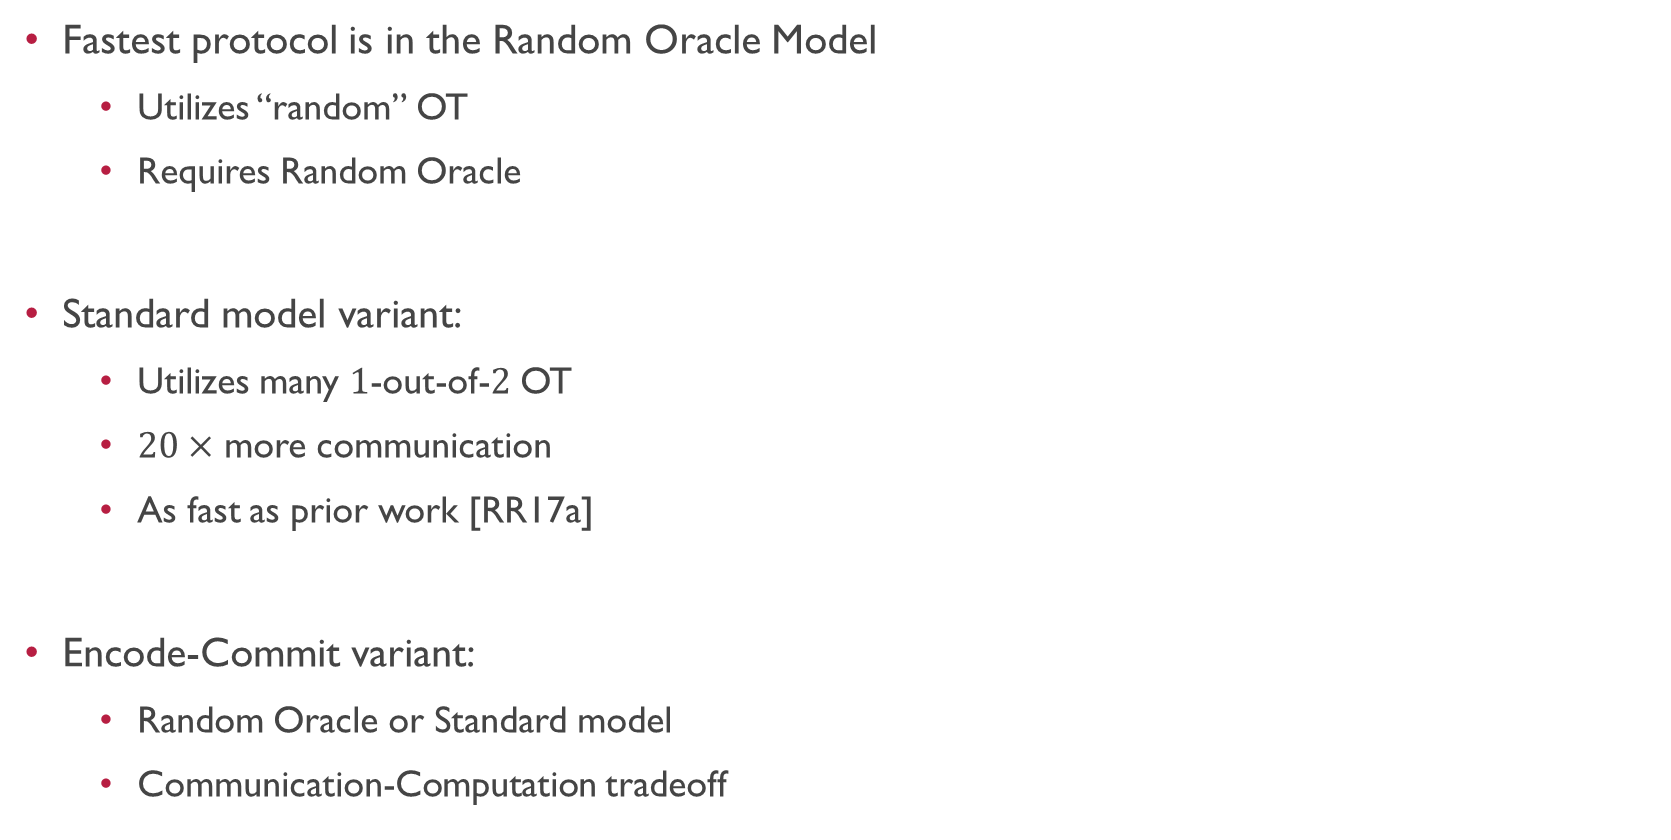 • Fastest protocol is in the Random Oracle Model
• Utilizes “random” OT
• Requires Random Oracle
• Standard model variant:
• Utilizes many 1-out-of-2 OT
• 20 × more communication
• As fast as prior work [RR17a]
• Encode-Commit variant:
• Random Oracle or Standard model
• Communication-Computation tradeoff